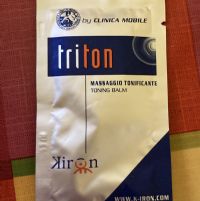 by CLINICA MOBILE
triton
MASSAGGIO TONIFICANTE
TONING BALM
Kiron
WWW.K-IRON.COM